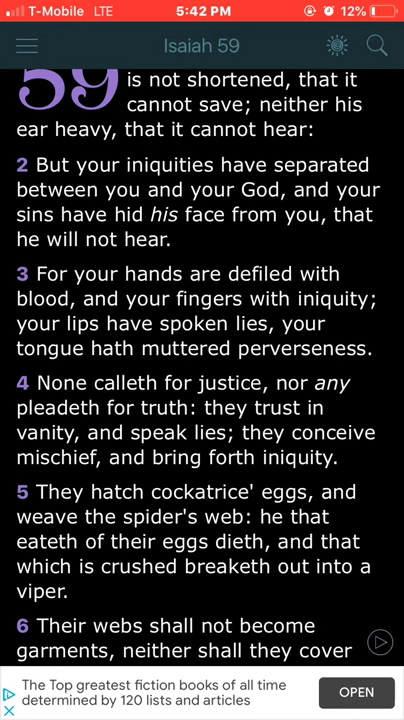 T-Mobile LTE 5:42 PM 12%
Isaiah 59
59 is not shortened, that it
cannot save; neither his
ear heavy, that it cannot hear:
2 But your iniquities have separated
between you and your God, and your
sins have hid his face from you, that
he will not hear.
3 For your hands are defiled with
blood, and your fingers with iniquity;
your lips have spoken lies, your
tongue hath muttered perverseness.
4 None calleth for justice, nor any
pleadeth for truth: they trust in
vanity, and speak lies; they conceive
mischief, and bring forth iniquity.
5 They hatch cockatrice' eggs, and
weave the spider's web: he that
eateth of their eggs dieth, and that
which is crushed breaketh out into a
viper.
6 Their webs shall not become
garments, neither shall they cover
The Top greatest fiction books of all time
determined by 120 lists and articles
OPEN